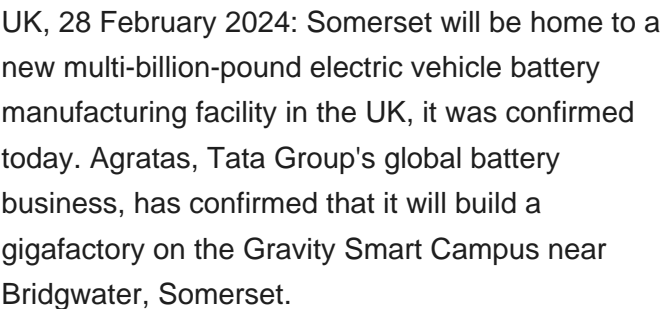 UK, 28 February 2024: Somerset will be home to a
new multi-billion-pound electric vehicle battery
manufacturing facility in the UK, it was confirmed
today. Agratas, Tata Group's global battery
business, has confirmed that it will build a
gigafactory on the Gravity Smart Campus near
Bridgwater, Somerset.